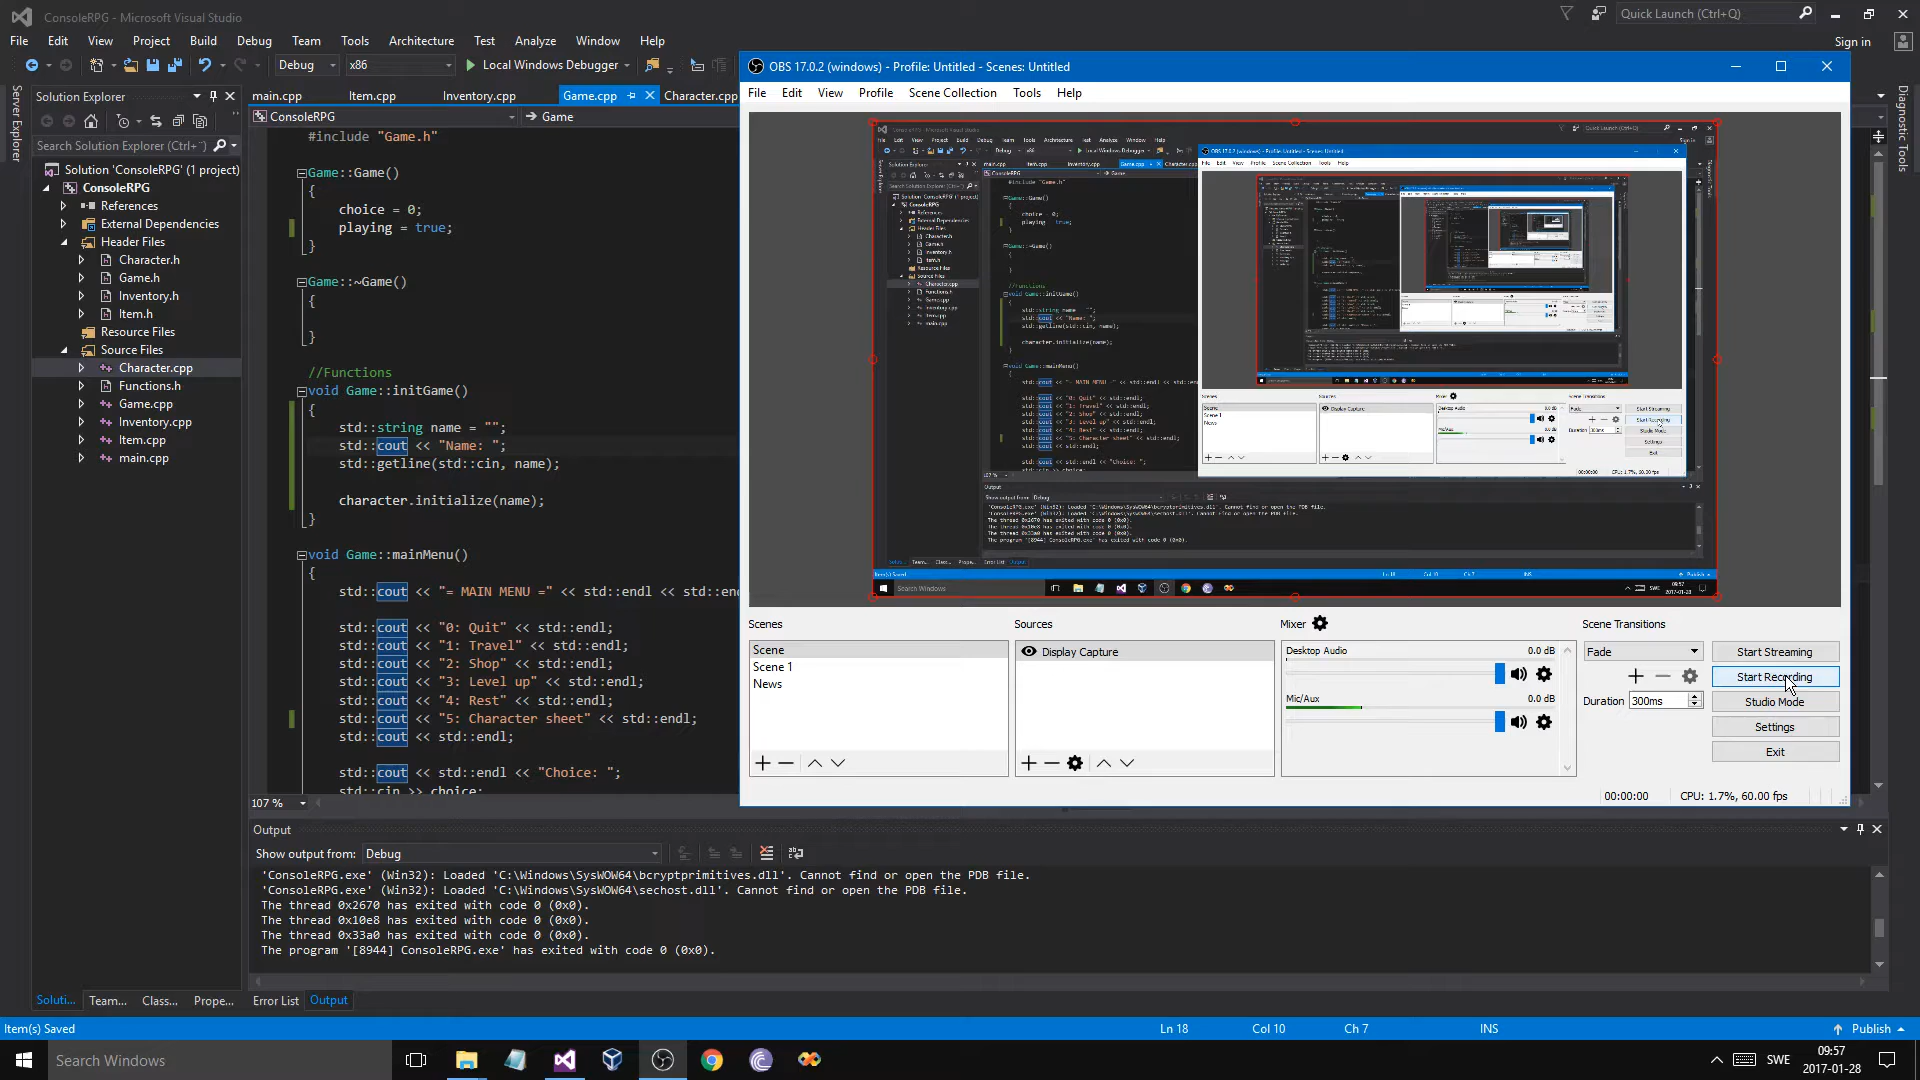 ConsoleRPG - Microsoft Visual Studio
Quick Launch (Ctrl+Q)
File Edit View Project Build Debug Team Tools Architecture Test Analyze Window Help
Sign in
Debug x86 Local Windows Debugger
Server Explorer
Diagnostic Tools
Solution Explorer
Search Solution Explorer (Ctrl+¨)
Solution 'ConsoleRPG' (1 project)
ConsoleRPG
References
External Dependencies
Header Files
Character.h
Game.h
Inventory.h
Item.h
Resource Files
Source Files
Character.cpp
Functions.h
Game.cpp
Inventory.cpp
Item.cpp
main.cpp
main.cpp Item.cpp Inventory.cpp Game.cpp Character.cpp
ConsoleRPG Game
#include "Game.h"
Game::Game()
{
choice = 0;
playing = true;
}
Game::~Game()
{
}
//Functions
void Game::initGame()
{
std::string name = "";
std::cout << "Name: ";
std::getline(std::cin, name);
character.initialize(name);
}
void Game::mainMenu()
{
std::cout << "= MAIN MENU =" << std::endl << std::en
std::cout << "0: Quit" << std::endl;
std::cout << "1: Travel" << std::endl;
std::cout << "2: Shop" << std::endl;
std::cout << "3: Level up" << std::endl;
std::cout << "4: Rest" << std::endl;
std::cout << "5: Character sheet" << std::endl;
std::cout << std::endl;
std::cout << std::endl << "Choice: ";
std::cin >> choice;
107 %
OBS 17.0.2 (windows) - Profile: Untitled - Scenes: Untitled
File Edit View Profile Scene Collection Tools Help
Scenes
Scene
Scene 1
News
Sources
Display Capture
Mixer
Desktop Audio 0.0 dB
Mic/Aux 0.0 dB
Scene Transitions
Fade
Duration 300ms
Start Streaming
Start Recording
Studio Mode
Settings
Exit
00:00:00 CPU: 1.7%, 60.00 fps
Output
Show output from: Debug
'ConsoleRPG.exe' (Win32): Loaded 'C:\Windows\SysWOW64\bcryptprimitives.dll'. Cannot find or open the PDB file.
'ConsoleRPG.exe' (Win32): Loaded 'C:\Windows\SysWOW64\sechost.dll'. Cannot find or open the PDB file.
The thread 0x2670 has exited with code 0 (0x0).
The thread 0x10e8 has exited with code 0 (0x0).
The thread 0x33a0 has exited with code 0 (0x0).
The program '[8944] ConsoleRPG.exe' has exited with code 0 (0x0).
Soluti... Team... Class... Prope... Error List Output
Item(s) Saved Ln 18 Col 10 Ch 7 INS Publish
Search Windows
SWE
09:57
2017-01-28